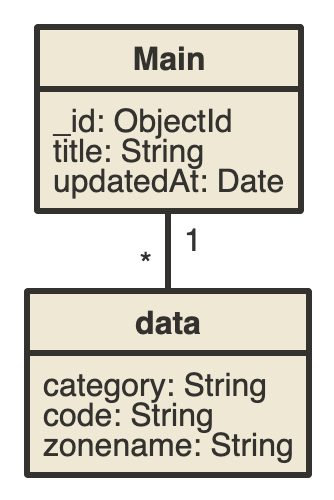 Main
_id: ObjectId
title: String
updatedAt: Date
1
*
data
category: String
code: String
zonename: String